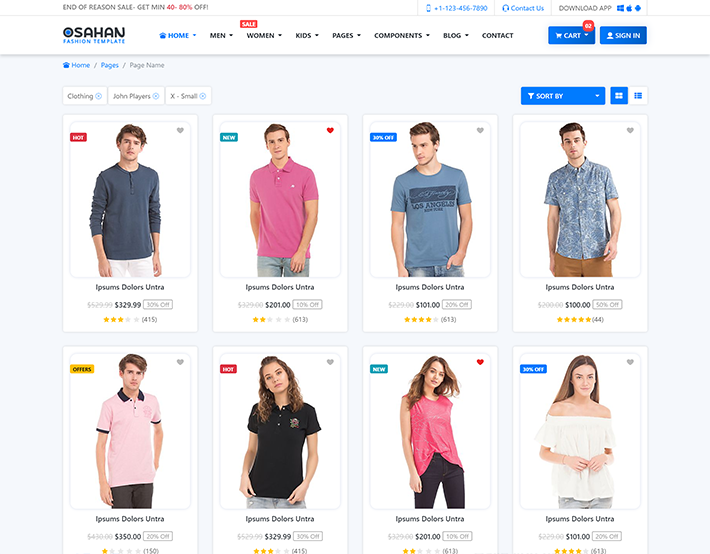 END OF REASON SALE- GET MIN 40- 80% OFF!
+1-123-456-7890
Contact Us
DOWNLOAD APP
OSAHAN
FASHION TEMPLATE
HOME
MEN
SALE
WOMEN
KIDS
PAGES
COMPONENTS
BLOG
CONTACT
CART
02
SIGN IN
Home / Pages / Page Name
Clothing
John Players
X - Small
SORT BY
HOT
NEW
30% OFF
LOS ANGELES
NEW YORK
Ipsums Dolors Untra
$529.99 $329.99 30% Off
(415)
Ipsums Dolors Untra
$329.00 $201.00 10% Off
(613)
Ipsums Dolors Untra
$229.00 $101.00 20% Off
(613)
Ipsums Dolors Untra
$200.00 $100.00 50% Off
(44)
OFFERS
HOT
NEW
30% OFF
Ipsums Dolors Untra
$430.00 $350.00 20% Off
(150)
Ipsums Dolors Untra
$529.99 $329.99 30% Off
(415)
Ipsums Dolors Untra
$329.00 $201.00 10% Off
(613)
Ipsums Dolors Untra
$229.00 $101.00 20% Off
(613)